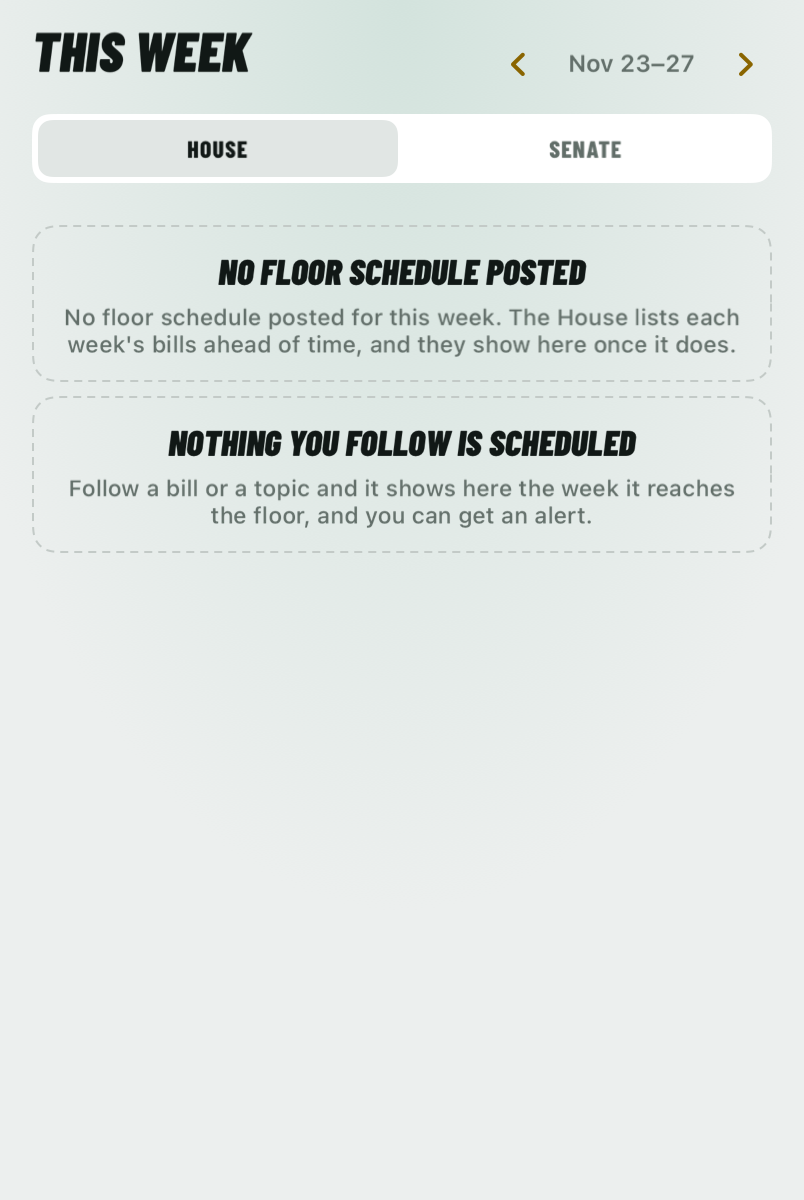 THIS WEEK
Nov 23–27
HOUSE
SENATE
NO FLOOR SCHEDULE POSTED
No floor schedule posted for this week. The House lists each
week's bills ahead of time, and they show here once it does.
NOTHING YOU FOLLOW IS SCHEDULED
Follow a bill or a topic and it shows here the week it reaches
the floor, and you can get an alert.